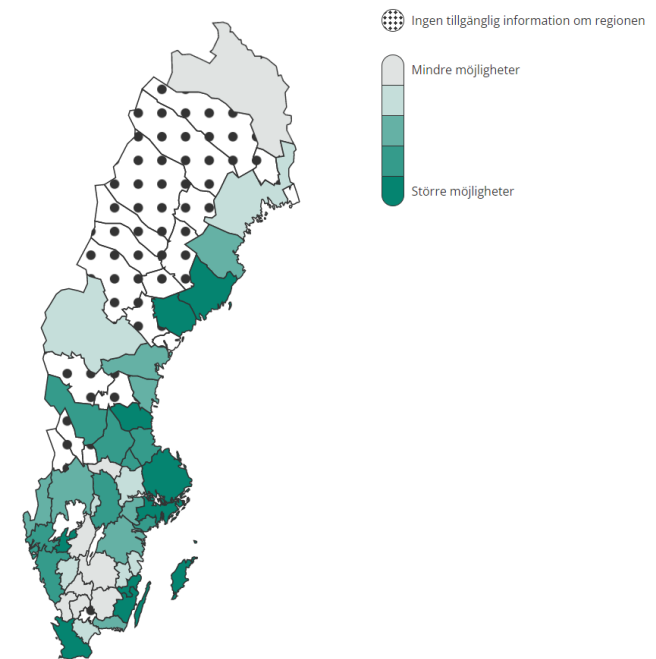 Ingen tillgänglig information om regionen
Mindre möjligheter
Större möjligheter